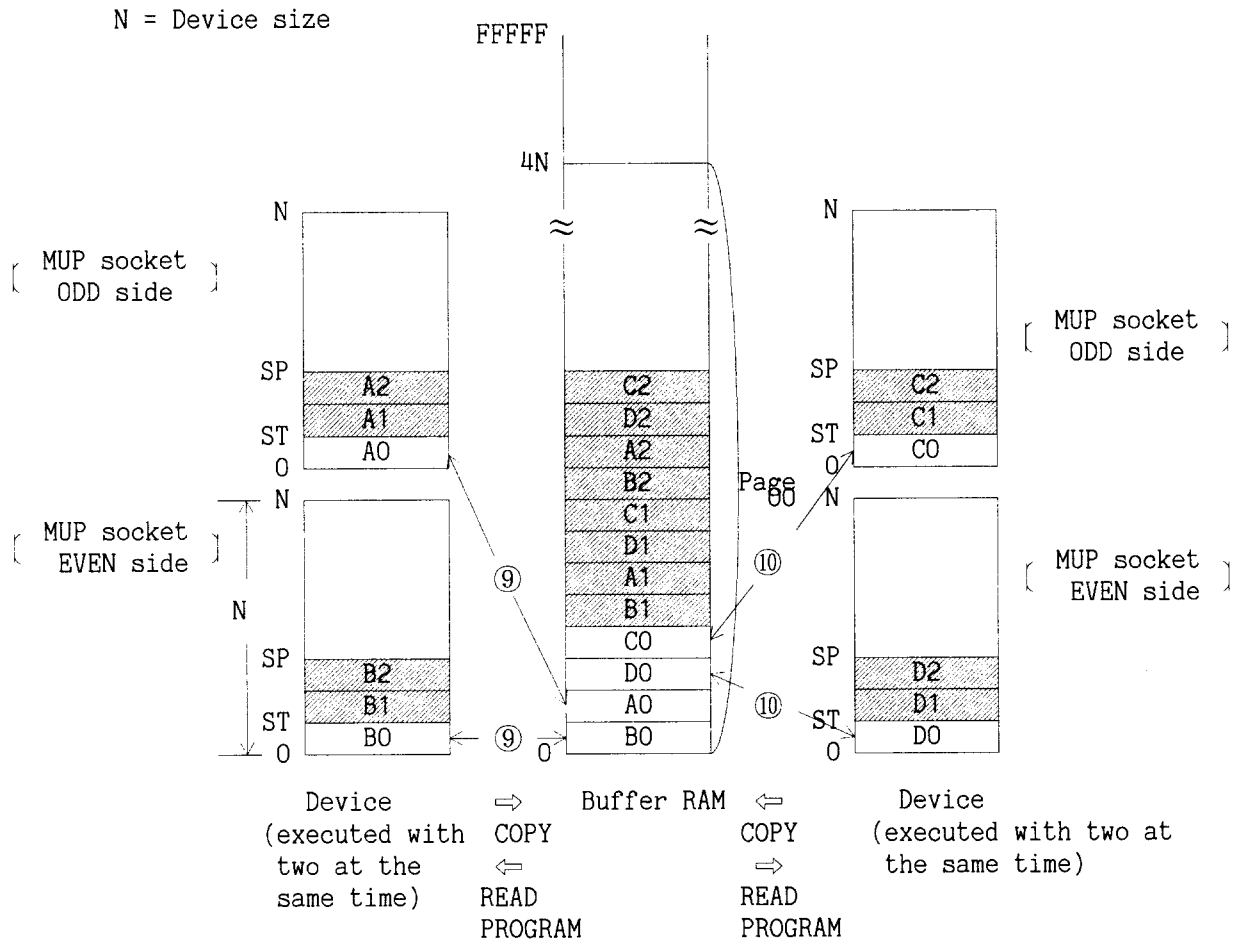 N = Device size
FFFFF
4N
N
N
MUP socket
ODD side
MUP socket
ODD side
SP
A2
A1
ST
A0
0
C2
D2
A2
B2
C1
D1
A1
B1
C0
D0
A0
B0
0
Page
00
SP
C2
C1
ST
C0
0
N
N
MUP socket
EVEN side
MUP socket
EVEN side
N
⑨
⑩
SP
B2
B1
ST
B0
0
⑨
⑩
SP
D2
D1
ST
D0
0
Device ⇨ Buffer RAM ⇦ Device
(executed with COPY COPY (executed with two at
two at the ⇦ ⇨ the same time)
same time) READ READ
PROGRAM PROGRAM